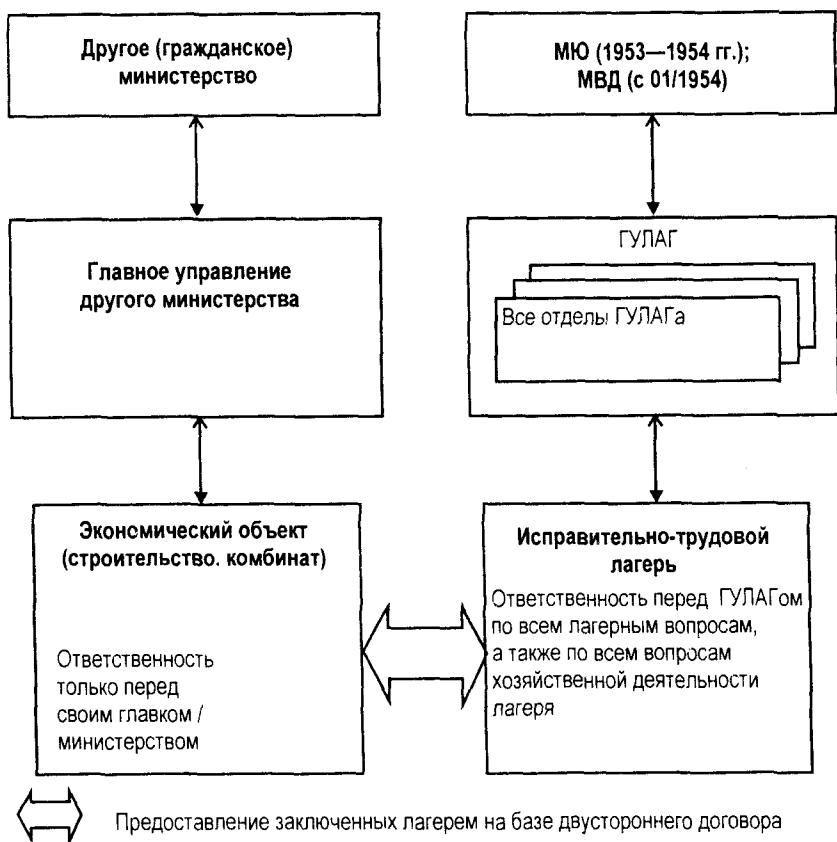 Другое (гражданское)
министерство
МЮ (1953—1954 гг.);
МВД (с 01/1954)
Главное управление
другого министерства
ГУЛАГ
Все отделы ГУЛАГа
Экономический объект
(строительство. комбинат)
Ответственность
только перед
своим главком /
министерством
Исправительно-трудовой
лагерь
Ответственность перед ГУЛАГом
по всем лагерным вопросам,
а также по всем вопросам
хозяйственной деятельности
лагеря
Предоставление заключенных лагерем на базе двустороннего договора